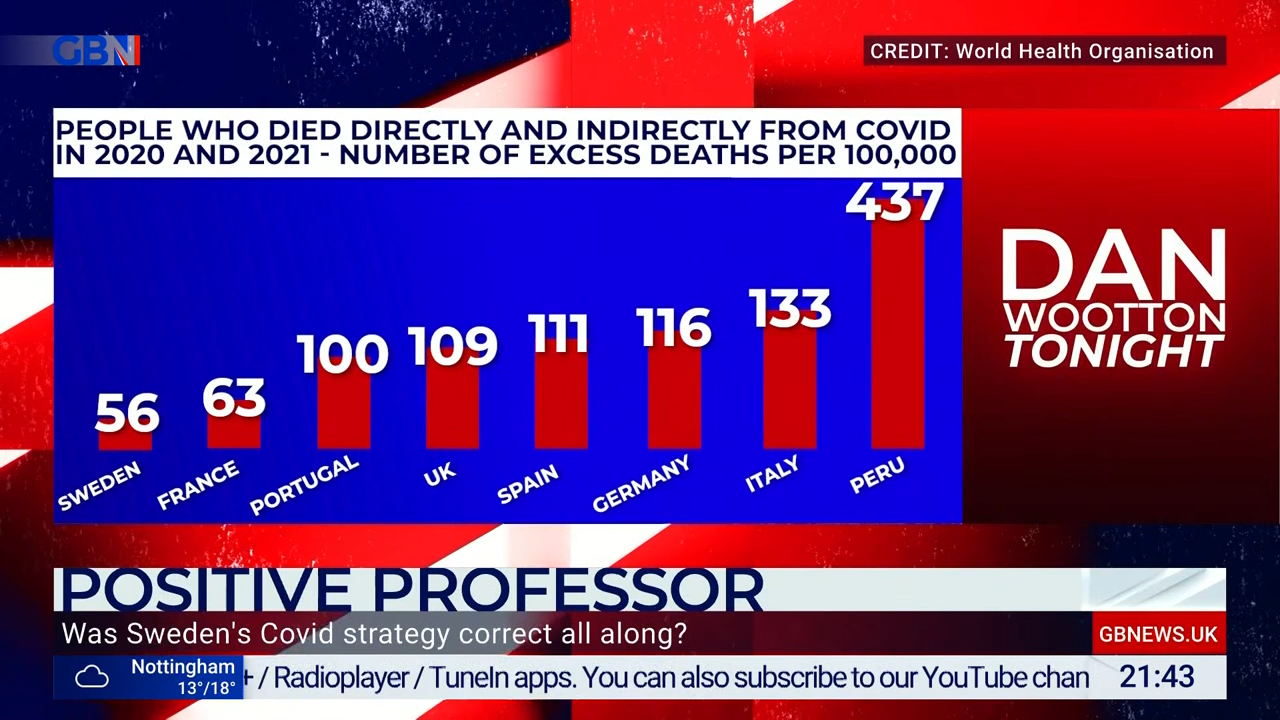 GBN
CREDIT: World Health Organisation
PEOPLE WHO DIED DIRECTLY AND INDIRECTLY FROM COVID
IN 2020 AND 2021 - NUMBER OF EXCESS DEATHS PER 100,000
56
63
100
109
111
116
133
437
SWEDEN
FRANCE
PORTUGAL
UK
SPAIN
GERMANY
ITALY
PERU
DAN
WOOTTON
TONIGHT
POSITIVE PROFESSOR
Was Sweden's Covid strategy correct all along?
GBNEWS.UK
Nottingham
13°/18°
+ / Radioplayer / TuneIn apps. You can also subscribe to our YouTube chan
21:43